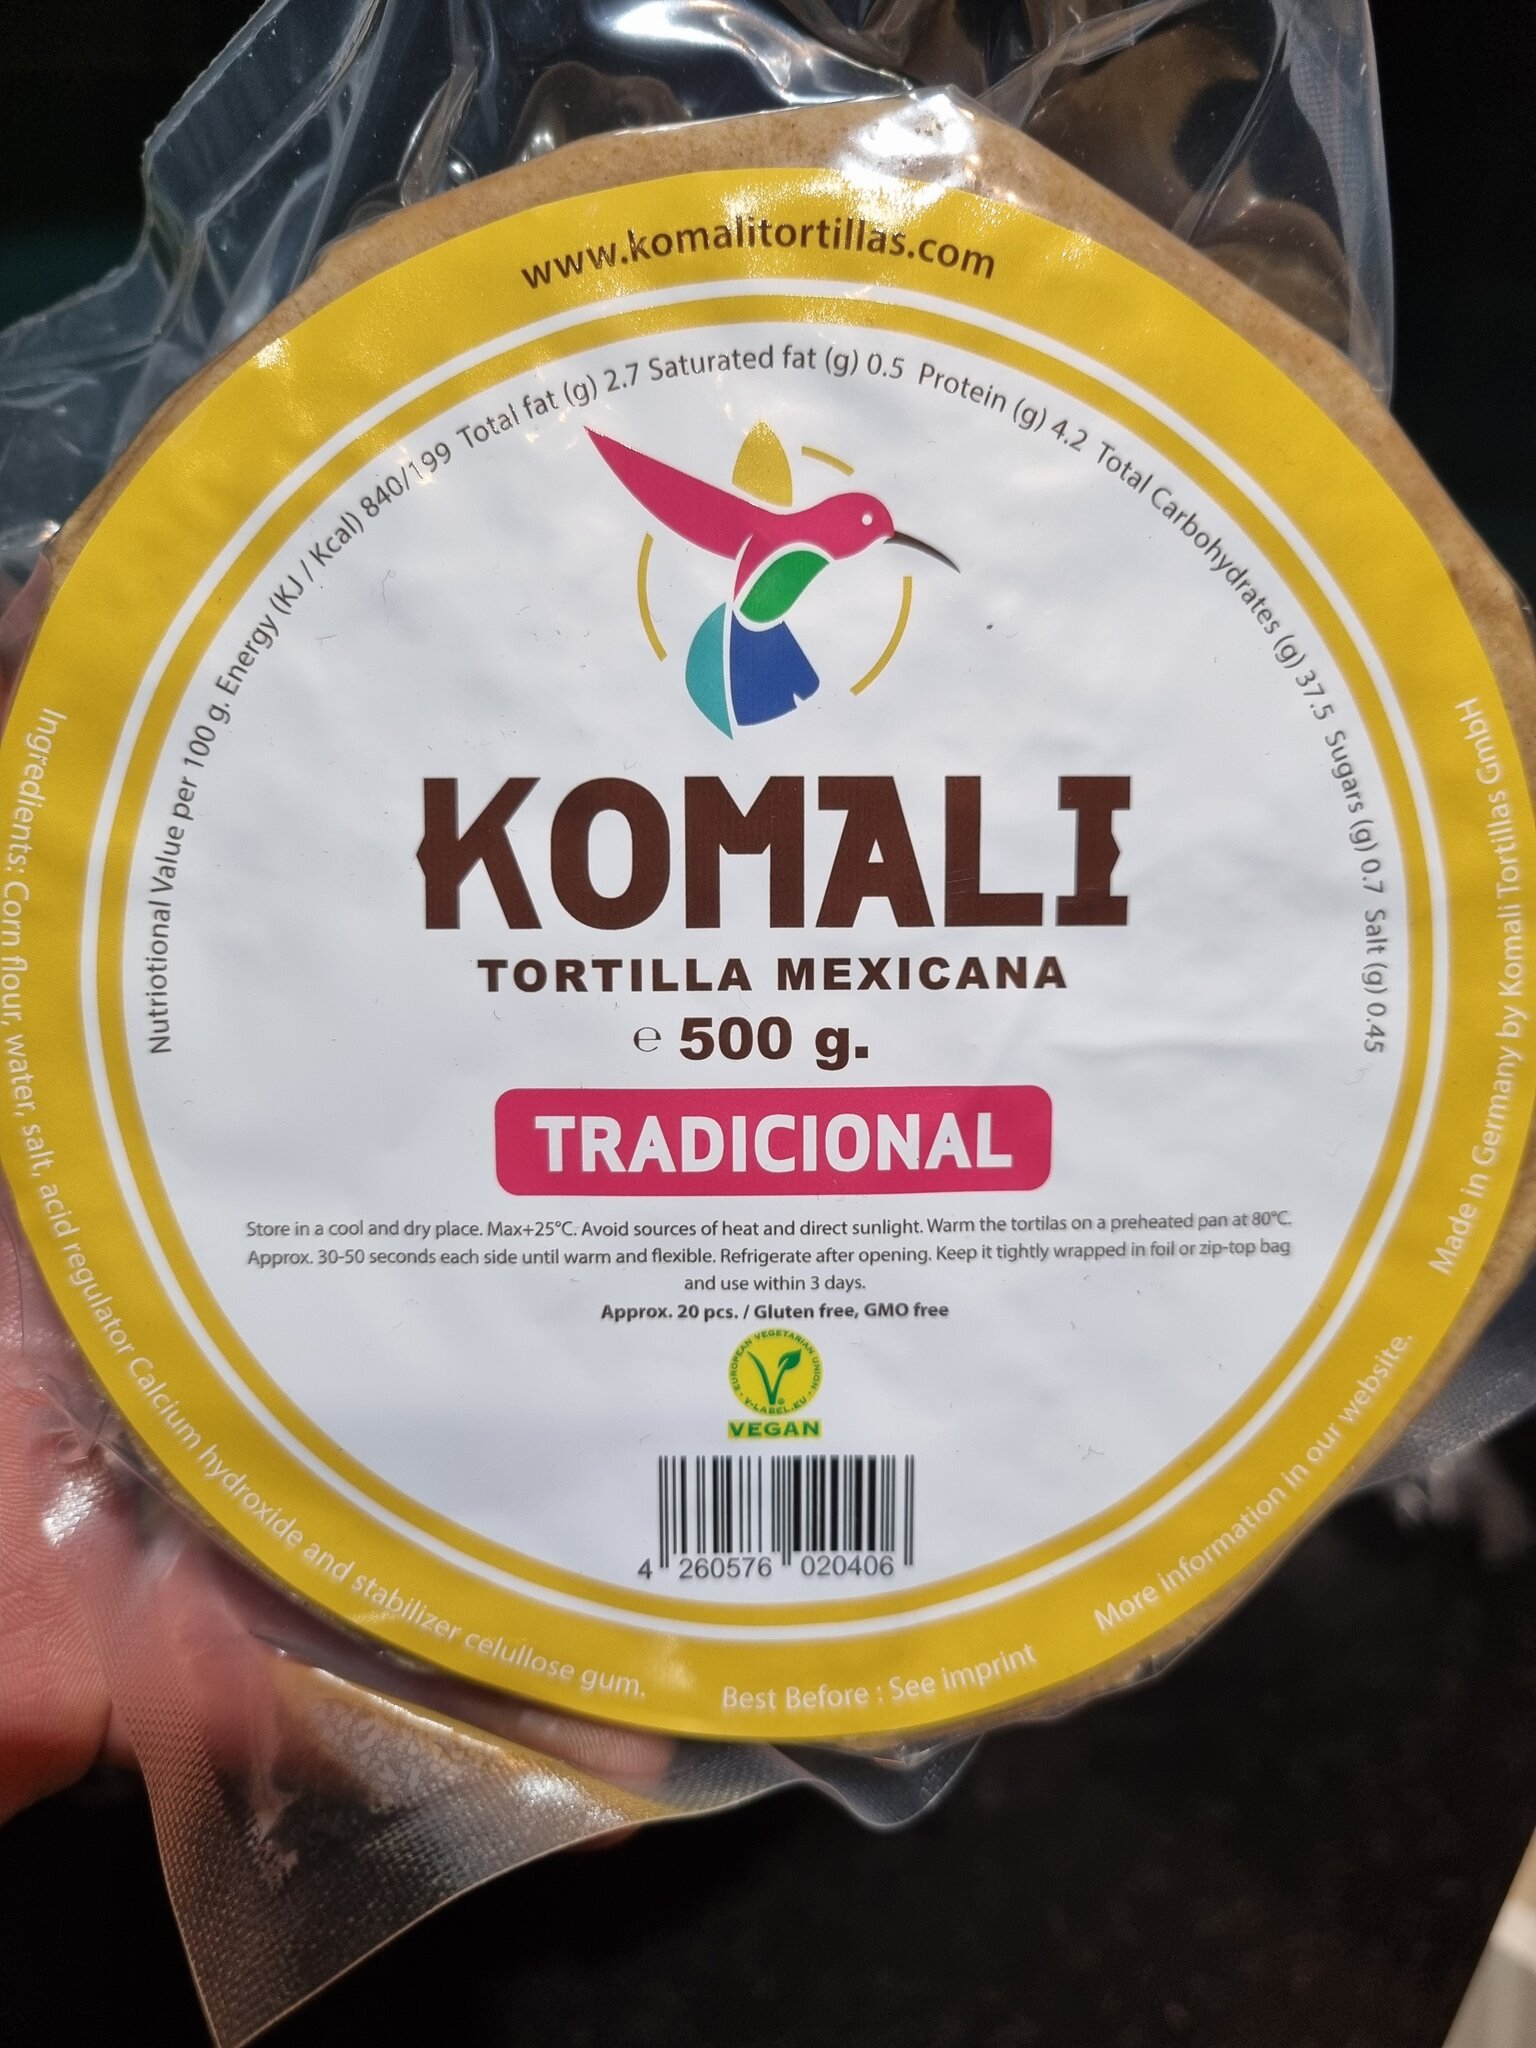 www.komalitortillas.com
Nutriotional Value per 100 g. Energy (KJ / Kcal) 840/199 Total fat (g) 2.7 Saturated fat (g) 0.5 Protein (g) 4.2 Total Carbohydrates (g) 37.5 Sugars (g) 0.7 Salt (g) 0.45
KOMALI
TORTILLA MEXICANA
℮ 500 g.
TRADICIONAL
Store in a cool and dry place. Max+25°C. Avoid sources of heat and direct sunlight. Warm the tortilas on a preheated pan at 80°C.
Approx. 30-50 seconds each side until warm and flexible. Refrigerate after opening. Keep it tightly wrapped in foil or zip-top bag
and use within 3 days.
Approx. 20 pcs. / Gluten free, GMO free
EUROPEAN VEGETARIAN UNION
V-LABEL.EU
VEGAN
4 260576 020406
Ingredients: Corn flour, water, salt, acid regulator Calcium hydroxide and stabilizer celullose gum.
Best Before : See imprint
More information in our website.
Made in Germany by Komali Tortillas GmbH